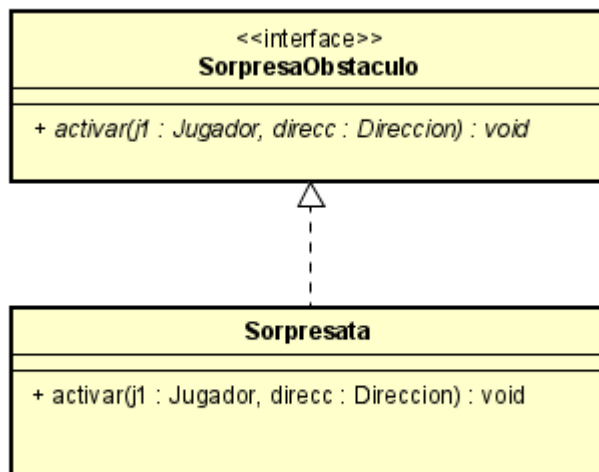 <<interface>>
SorpresaObstaculo
+ activar(j1 : Jugador, direcc : Direccion) : void
Sorpresata
+ activar(j1 : Jugador, direcc : Direccion) : void